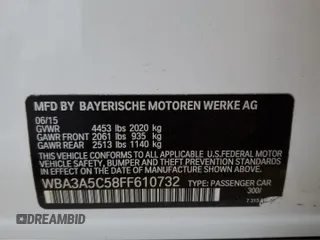 MFD BY BAYERISCHE MOTOREN WERKE AG
06/15
GVWR 4453 lbs 2020 kg
GAWR FRONT 2061 lbs 935 kg
GAWR REAR 2513 lbs 1140 kg
THIS VEHICLE CONFORMS TO ALL APPLICABLE U.S.FEDERAL
MOTOR VEHICLE SAFETY, BUMPER AND THEFT PREVENTION
STANDARDS IN EFFECT ON THE DATE OF
MANUFACTURE SHOWN ABOVE.
WBA3A5C58FF610732 TYPE: PASSENGER CAR
300/
DREAMBID